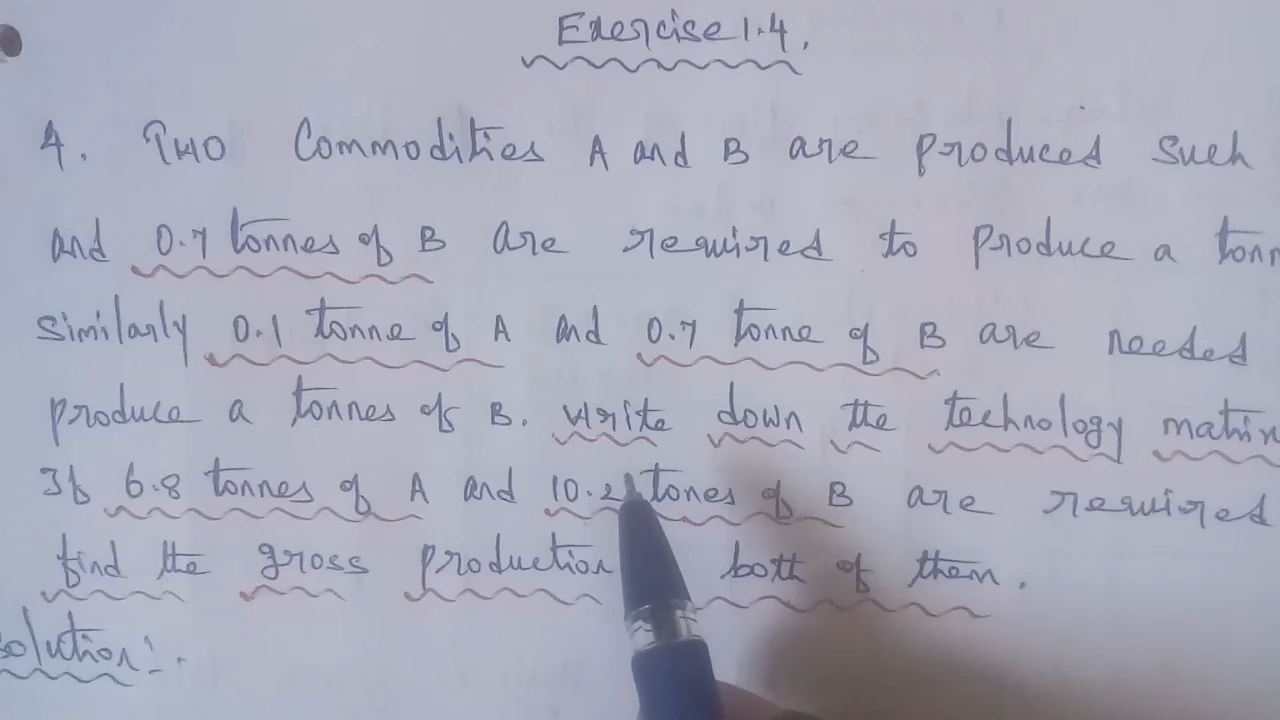 Exercise 1.4.
4. Two Commodities A and B are produced such
and 0.7 tonnes of B are required to produce a tonn
Similarly 0.1 tonne of A and 0.7 tonne of B are needed
produce a tonnes of B. Write down the technology matrix
If 6.8 tonnes of A and 10.2 tones of B are required
find the gross production both of them.
Solution:-